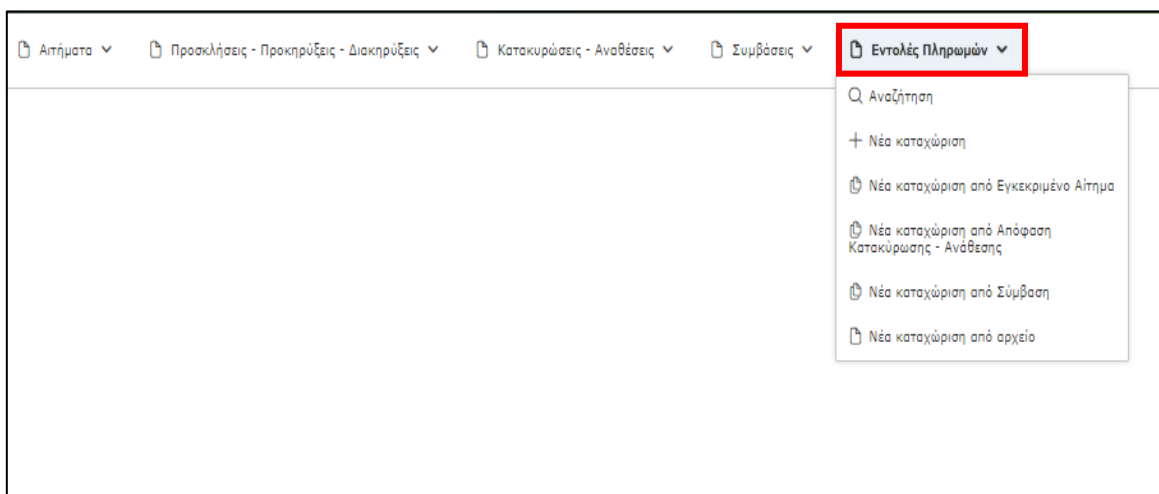 Αιτήματα Προσκλήσεις - Προκηρύξεις - Διακηρύξεις Κατακυρώσεις - Αναθέσεις Συμβάσεις Εντολές Πληρωμών
Αναζήτηση
Νέα καταχώριση
Νέα καταχώριση από Εγκεκριμένο Αίτημα
Νέα καταχώριση από Απόφαση
Κατακύρωσης - Ανάθεσης
Νέα καταχώριση από Σύμβαση
Νέα καταχώριση από αρχείο